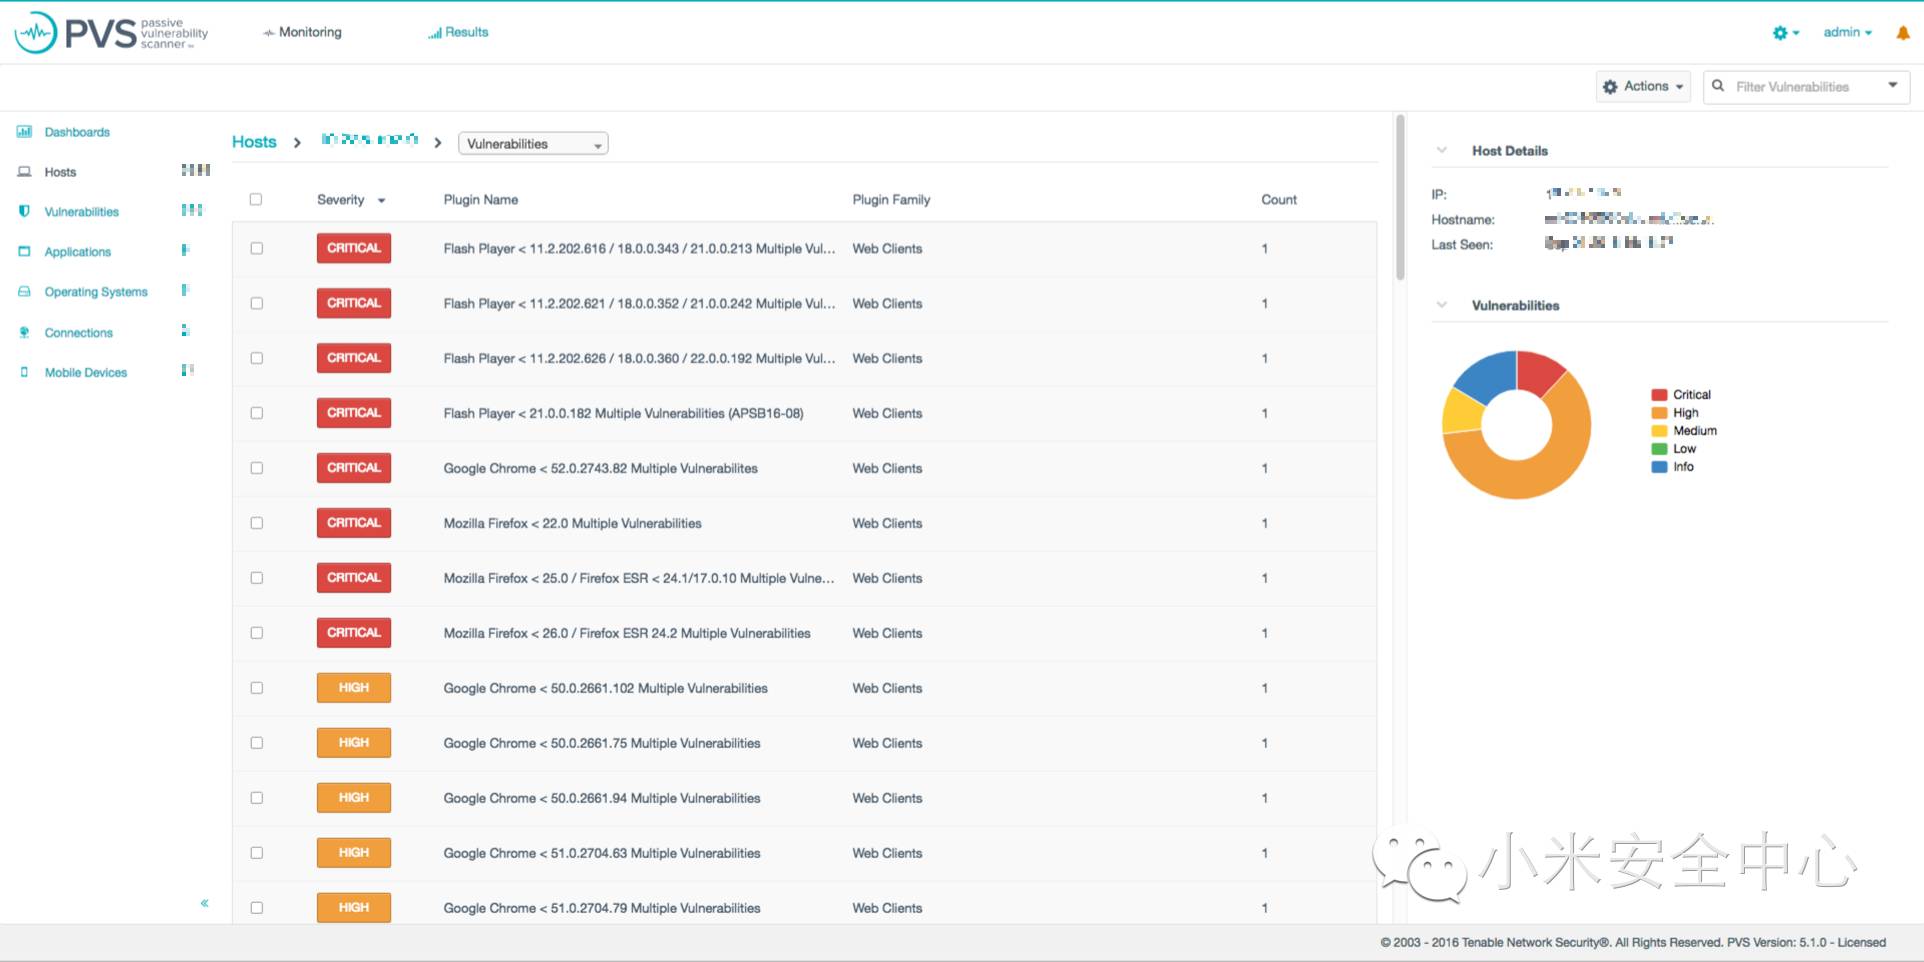 PVS passive vulnerability scanner™
Monitoring
Results
admin
Actions
Filter Vulnerabilities
Dashboards
Hosts
Vulnerabilities
Applications
Operating Systems
Connections
Mobile Devices
«
Hosts > > Vulnerabilities
Severity Plugin Name Plugin Family Count
CRITICAL Flash Player < 11.2.202.616 / 18.0.0.343 / 21.0.0.213 Multiple Vul... Web Clients 1
CRITICAL Flash Player < 11.2.202.621 / 18.0.0.352 / 21.0.0.242 Multiple Vul... Web Clients 1
CRITICAL Flash Player < 11.2.202.626 / 18.0.0.360 / 22.0.0.192 Multiple Vul... Web Clients 1
CRITICAL Flash Player < 21.0.0.182 Multiple Vulnerabilities (APSB16-08) Web Clients 1
CRITICAL Google Chrome < 52.0.2743.82 Multiple Vulnerabilites Web Clients 1
CRITICAL Mozilla Firefox < 22.0 Multiple Vulnerabilities Web Clients 1
CRITICAL Mozilla Firefox < 25.0 / Firefox ESR < 24.1/17.0.10 Multiple Vulne... Web Clients 1
CRITICAL Mozilla Firefox < 26.0 / Firefox ESR 24.2 Multiple Vulnerabilities Web Clients 1
HIGH Google Chrome < 50.0.2661.102 Multiple Vulnerabilities Web Clients 1
HIGH Google Chrome < 50.0.2661.75 Multiple Vulnerabilities Web Clients 1
HIGH Google Chrome < 50.0.2661.94 Multiple Vulnerabilities Web Clients 1
HIGH Google Chrome < 51.0.2704.63 Multiple Vulnerabilities Web Clients 1
HIGH Google Chrome < 51.0.2704.79 Multiple Vulnerabilities Web Clients 1
Host Details
IP:
Hostname:
Last Seen:
Vulnerabilities
Critical
High
Medium
Low
Info
小米安全中心
© 2003 - 2016 Tenable Network Security®. All Rights Reserved. PVS Version: 5.1.0 - Licensed